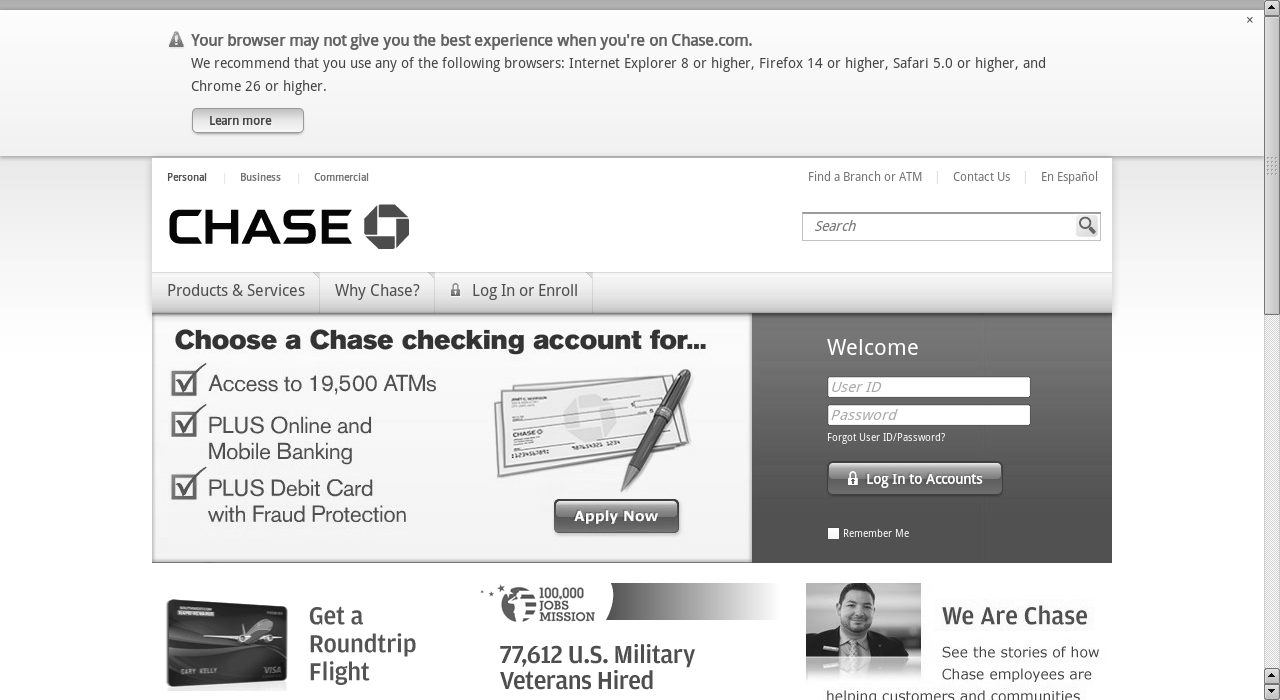 ×
Your browser may not give you the best experience when you're on Chase.com.
We recommend that you use any of the following browsers: Internet Explorer 8 or higher, Firefox 14 or higher, Safari 5.0 or higher, and
Chrome 26 or higher.
Learn more
Personal
Business
Commercial
Find a Branch or ATM
Contact Us
En Español
CHASE
Search
Products & Services
Why Chase?
Log In or Enroll
Choose a Chase checking account for...
Access to 19,500 ATMs
PLUS Online and
Mobile Banking
PLUS Debit Card
with Fraud Protection
CHASE
Apply Now
Welcome
User ID
Password
Forgot User ID/Password?
Log In to Accounts
Remember Me
GARY KELLY
VISA
Get a
Roundtrip
Flight
100,000
JOBS
MISSION
77,612 U.S. Military
Veterans Hired
We Are Chase
See the stories of how
Chase employees are
helping customers and communities